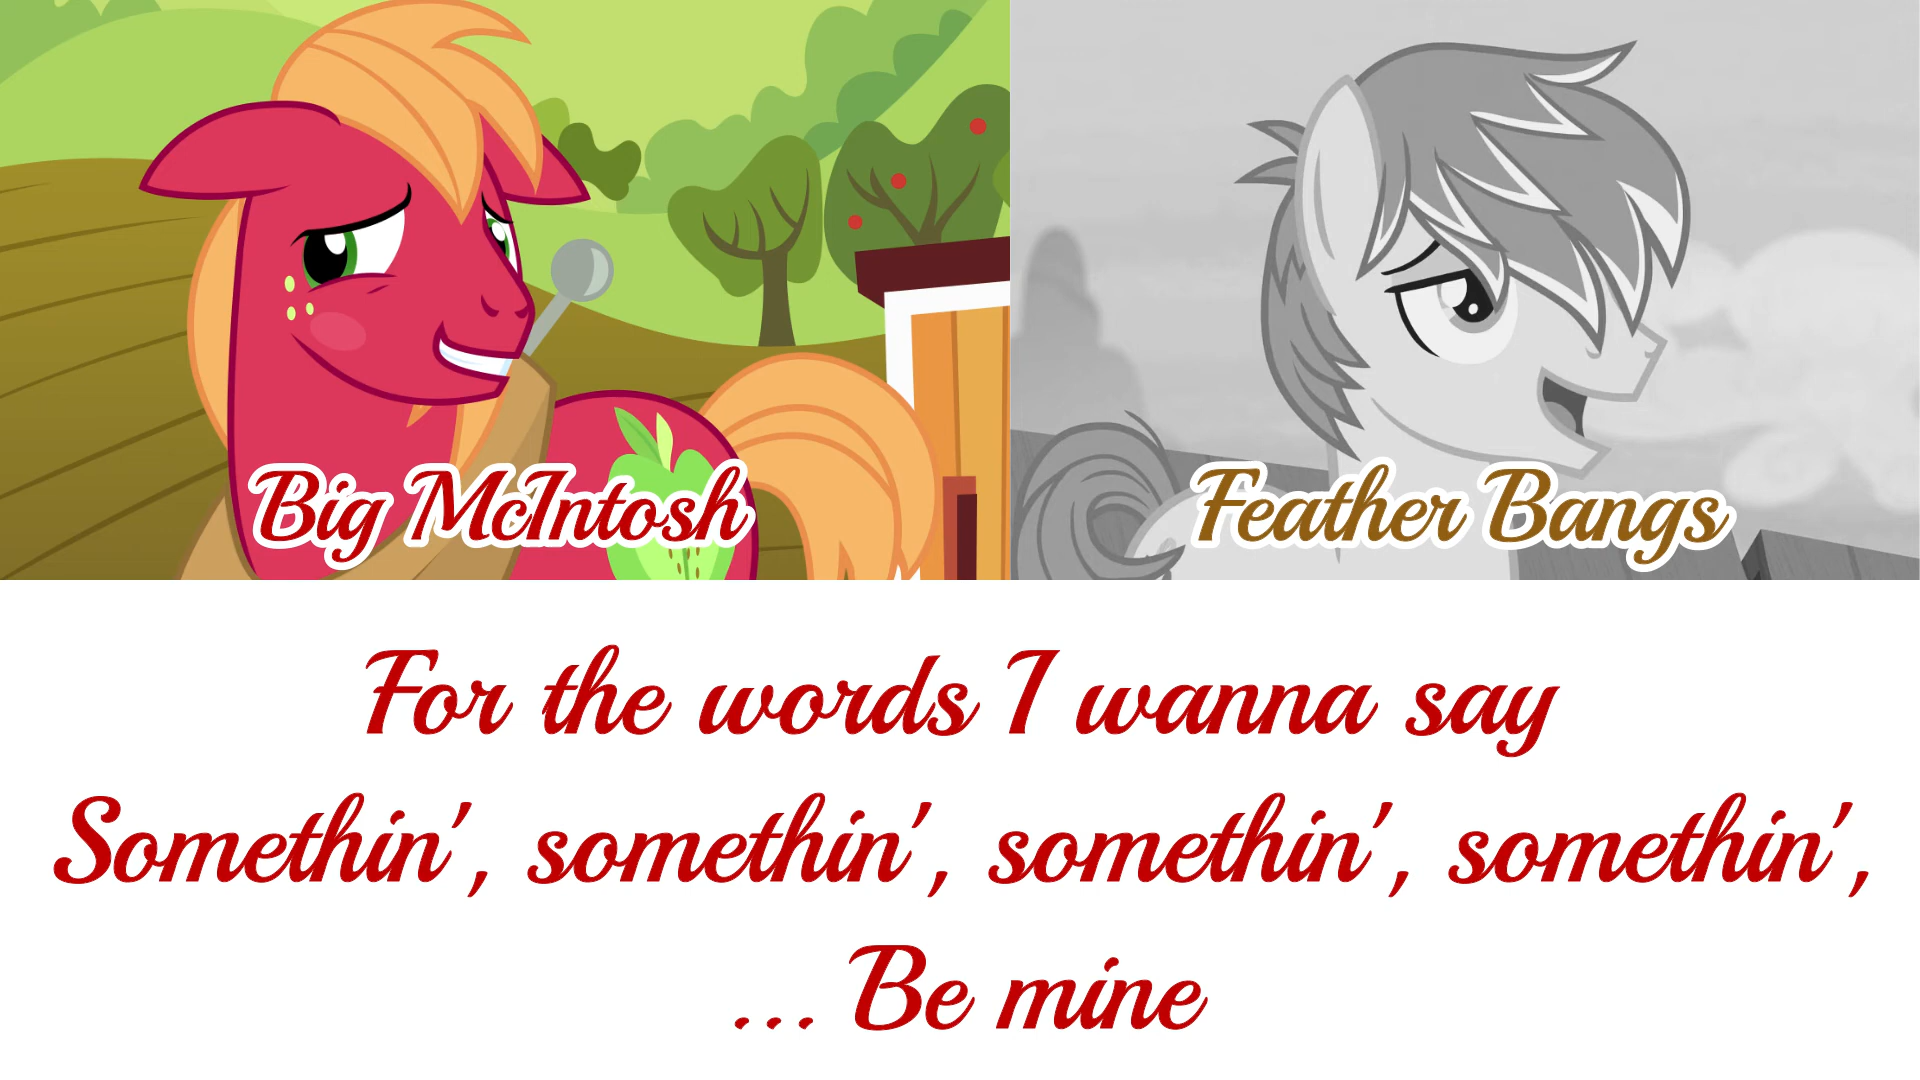 Big McIntosh
Feather Bangs
For the words I wanna say
Somethin', somethin', somethin', somethin',
... Be mine